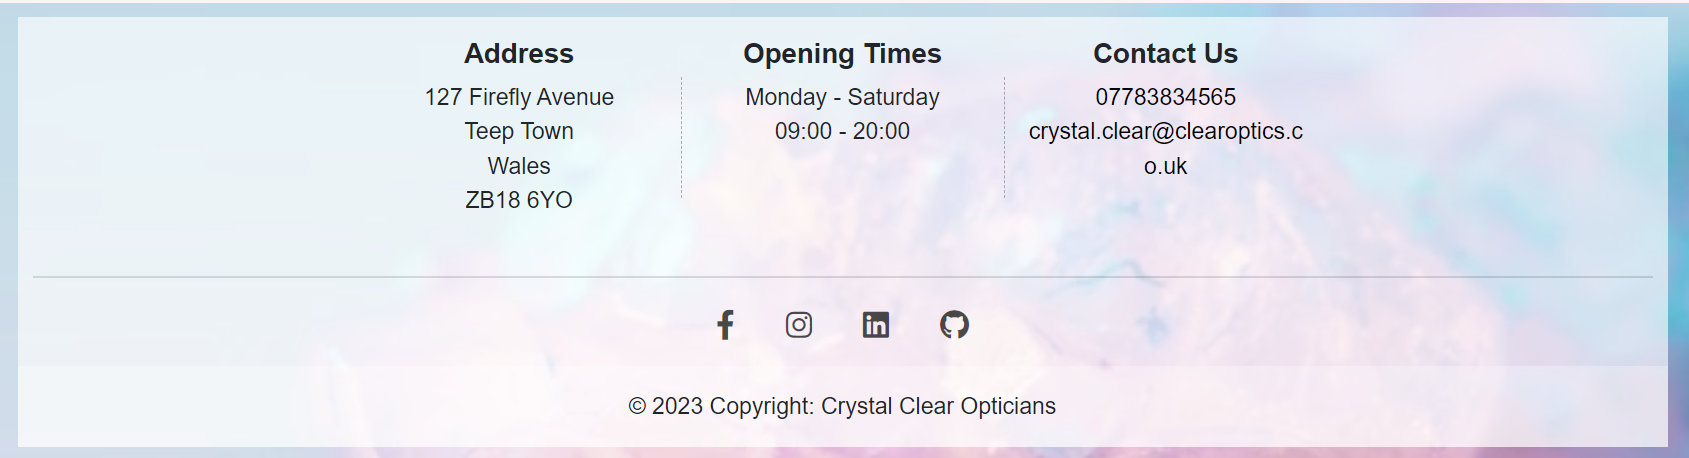 Address
127 Firefly Avenue
Teep Town
Wales
ZB18 6YO
Opening Times
Monday - Saturday
09:00 - 20:00
Contact Us
07783834565
crystal.clear@clearoptics.c
o.uk
© 2023 Copyright: Crystal Clear Opticians